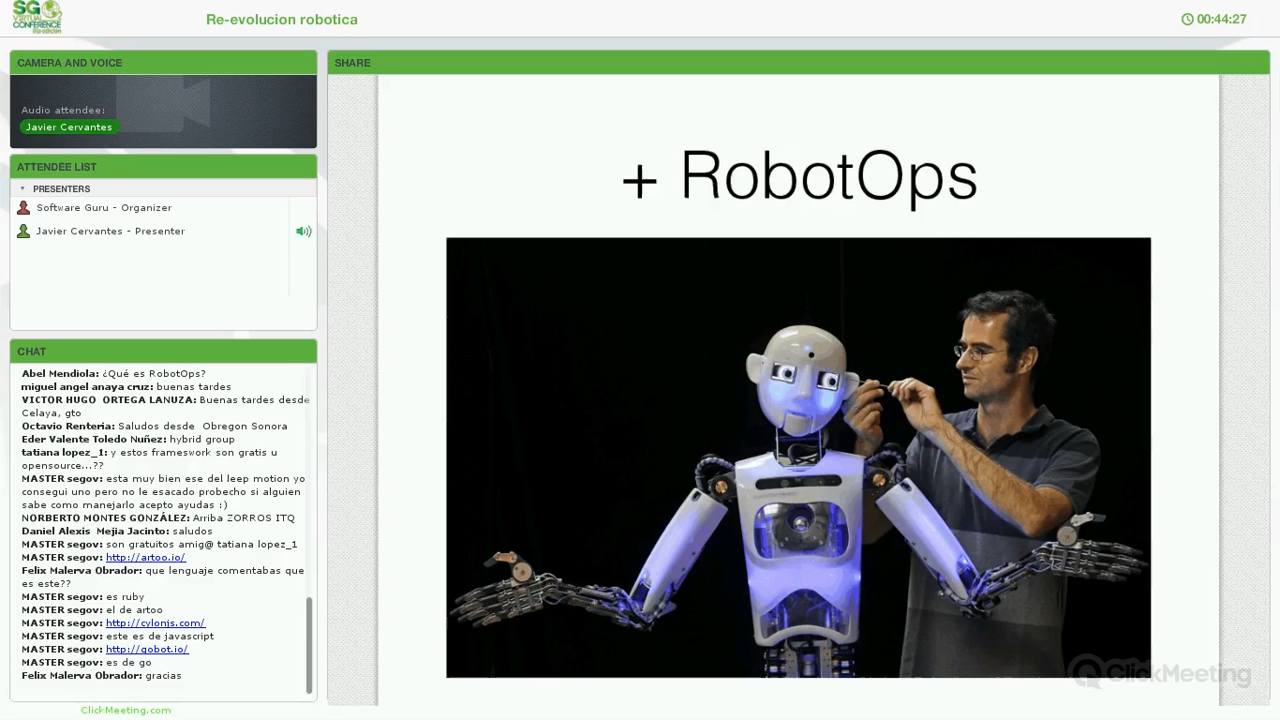 SG
VIRTUAL
CONFERENCE
Re-evolucion robotica
00:44:27
CAMERA AND VOICE
Audio attendee:
Javier Cervantes
ATTENDEE LIST
PRESENTERS
Software Guru - Organizer
Javier Cervantes - Presenter
CHAT
Abel Mendiola: ¿Qué es RobotOps?
miguel angel anaya cruz: buenas tardes
VICTOR HUGO ORTEGA LANUZA: Buenas tardes desde
Celaya, gto
Octavio Renteria: Saludos desde Obregon Sonora
Eder Valente Toledo Nuñez: hybrid group
tatiana lopez_1: y estos framework son gratis u
opensource...??
MASTER segov: esta muy bien ese del leep motion yo
consegui uno pero no le esacado probecho si alguien
sabe como manejarlo acepto ayudas :)
NORBERTO MONTES GONZÁLEZ: Arriba ZORROS ITQ
Daniel Alexis Mejia Jacinto: saludos
MASTER segov: son gratuitos amig@ tatiana lopez_1
MASTER segov: http://artoo.io/
Felix Malerva Obrador: que lenguaje comentabas que
es este??
MASTER segov: es ruby
MASTER segov: el de artoo
MASTER segov: http://cylonjs.com/
MASTER segov: este es de javascript
MASTER segov: http://gobot.io/
MASTER segov: es de go
Felix Malerva Obrador: gracias
ClickMeeting.com
SHARE
+ RobotOps
ClickMeeting